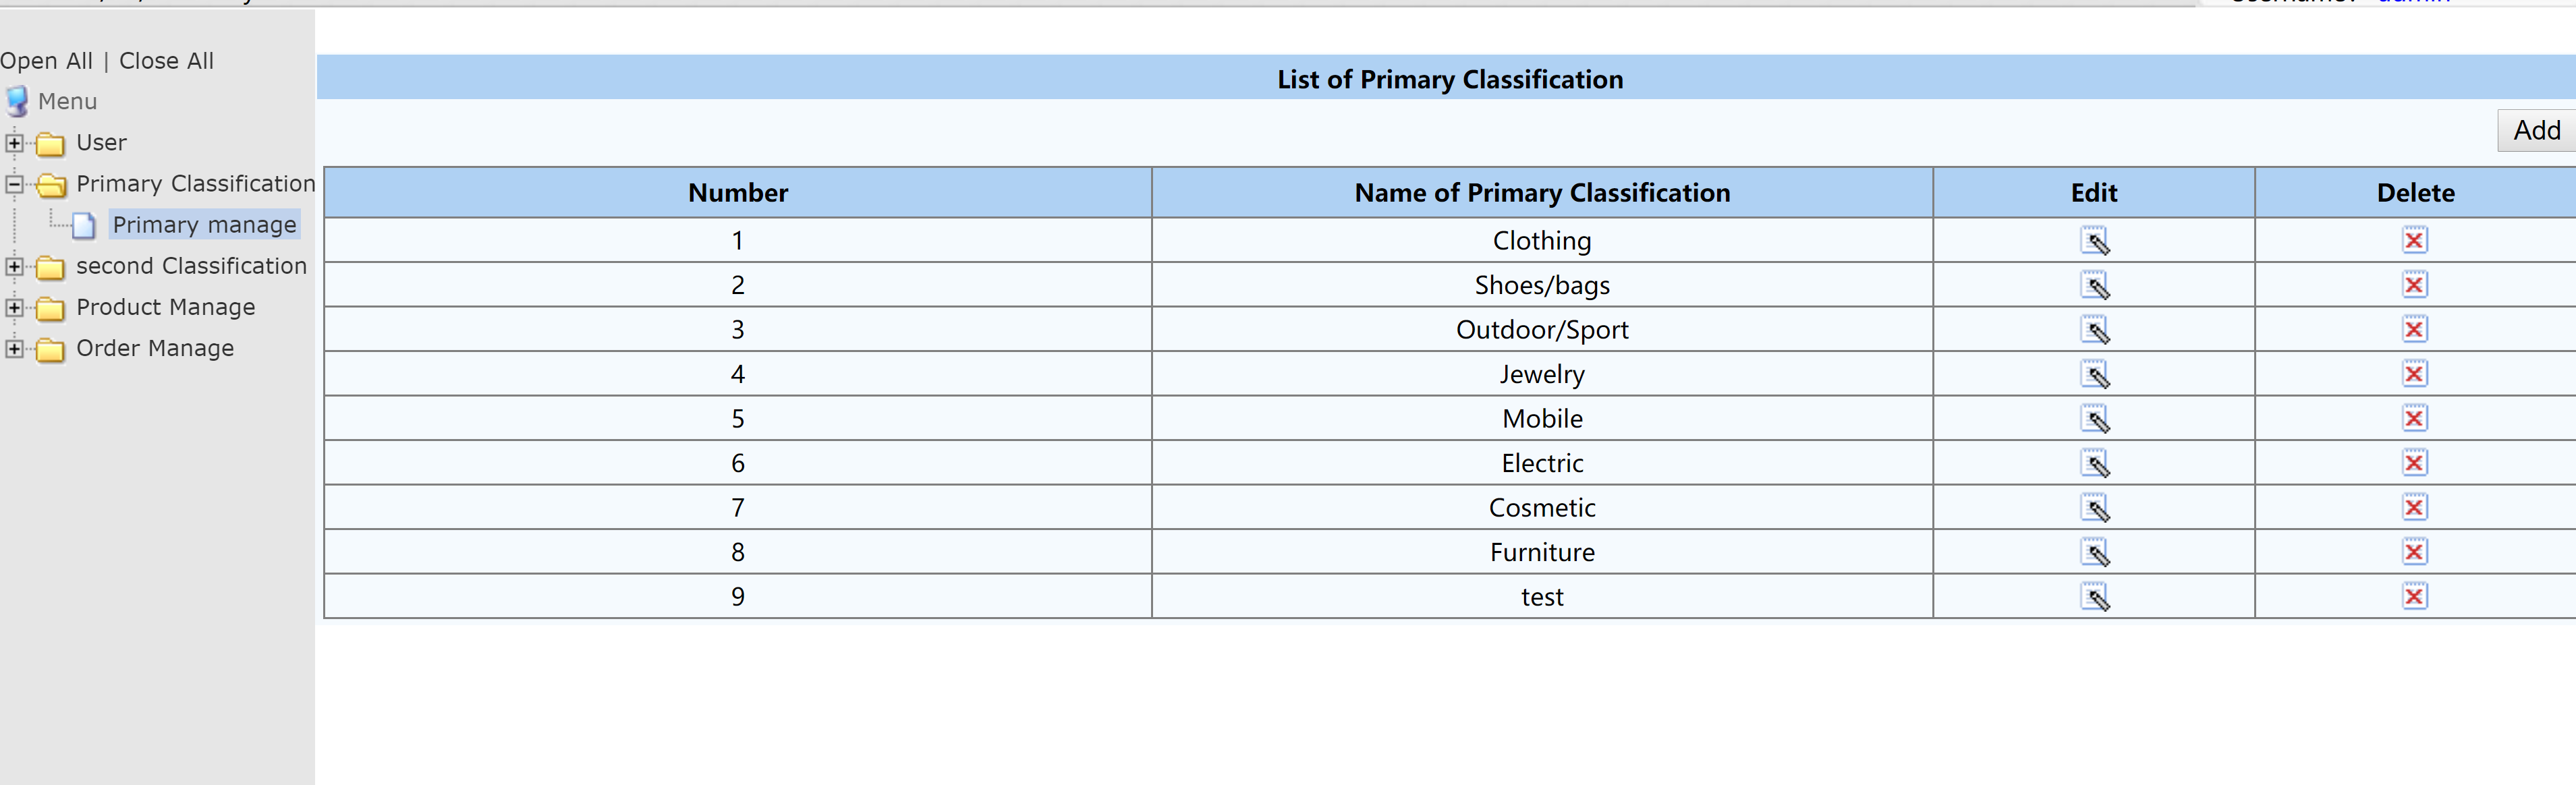 admin
Open All | Close All
Menu
User
Primary Classification
Primary manage
second Classification
Product Manage
Order Manage
List of Primary Classification
Add
Number Name of Primary Classification Edit Delete
1 Clothing
2 Shoes/bags
3 Outdoor/Sport
4 Jewelry
5 Mobile
6 Electric
7 Cosmetic
8 Furniture
9 test